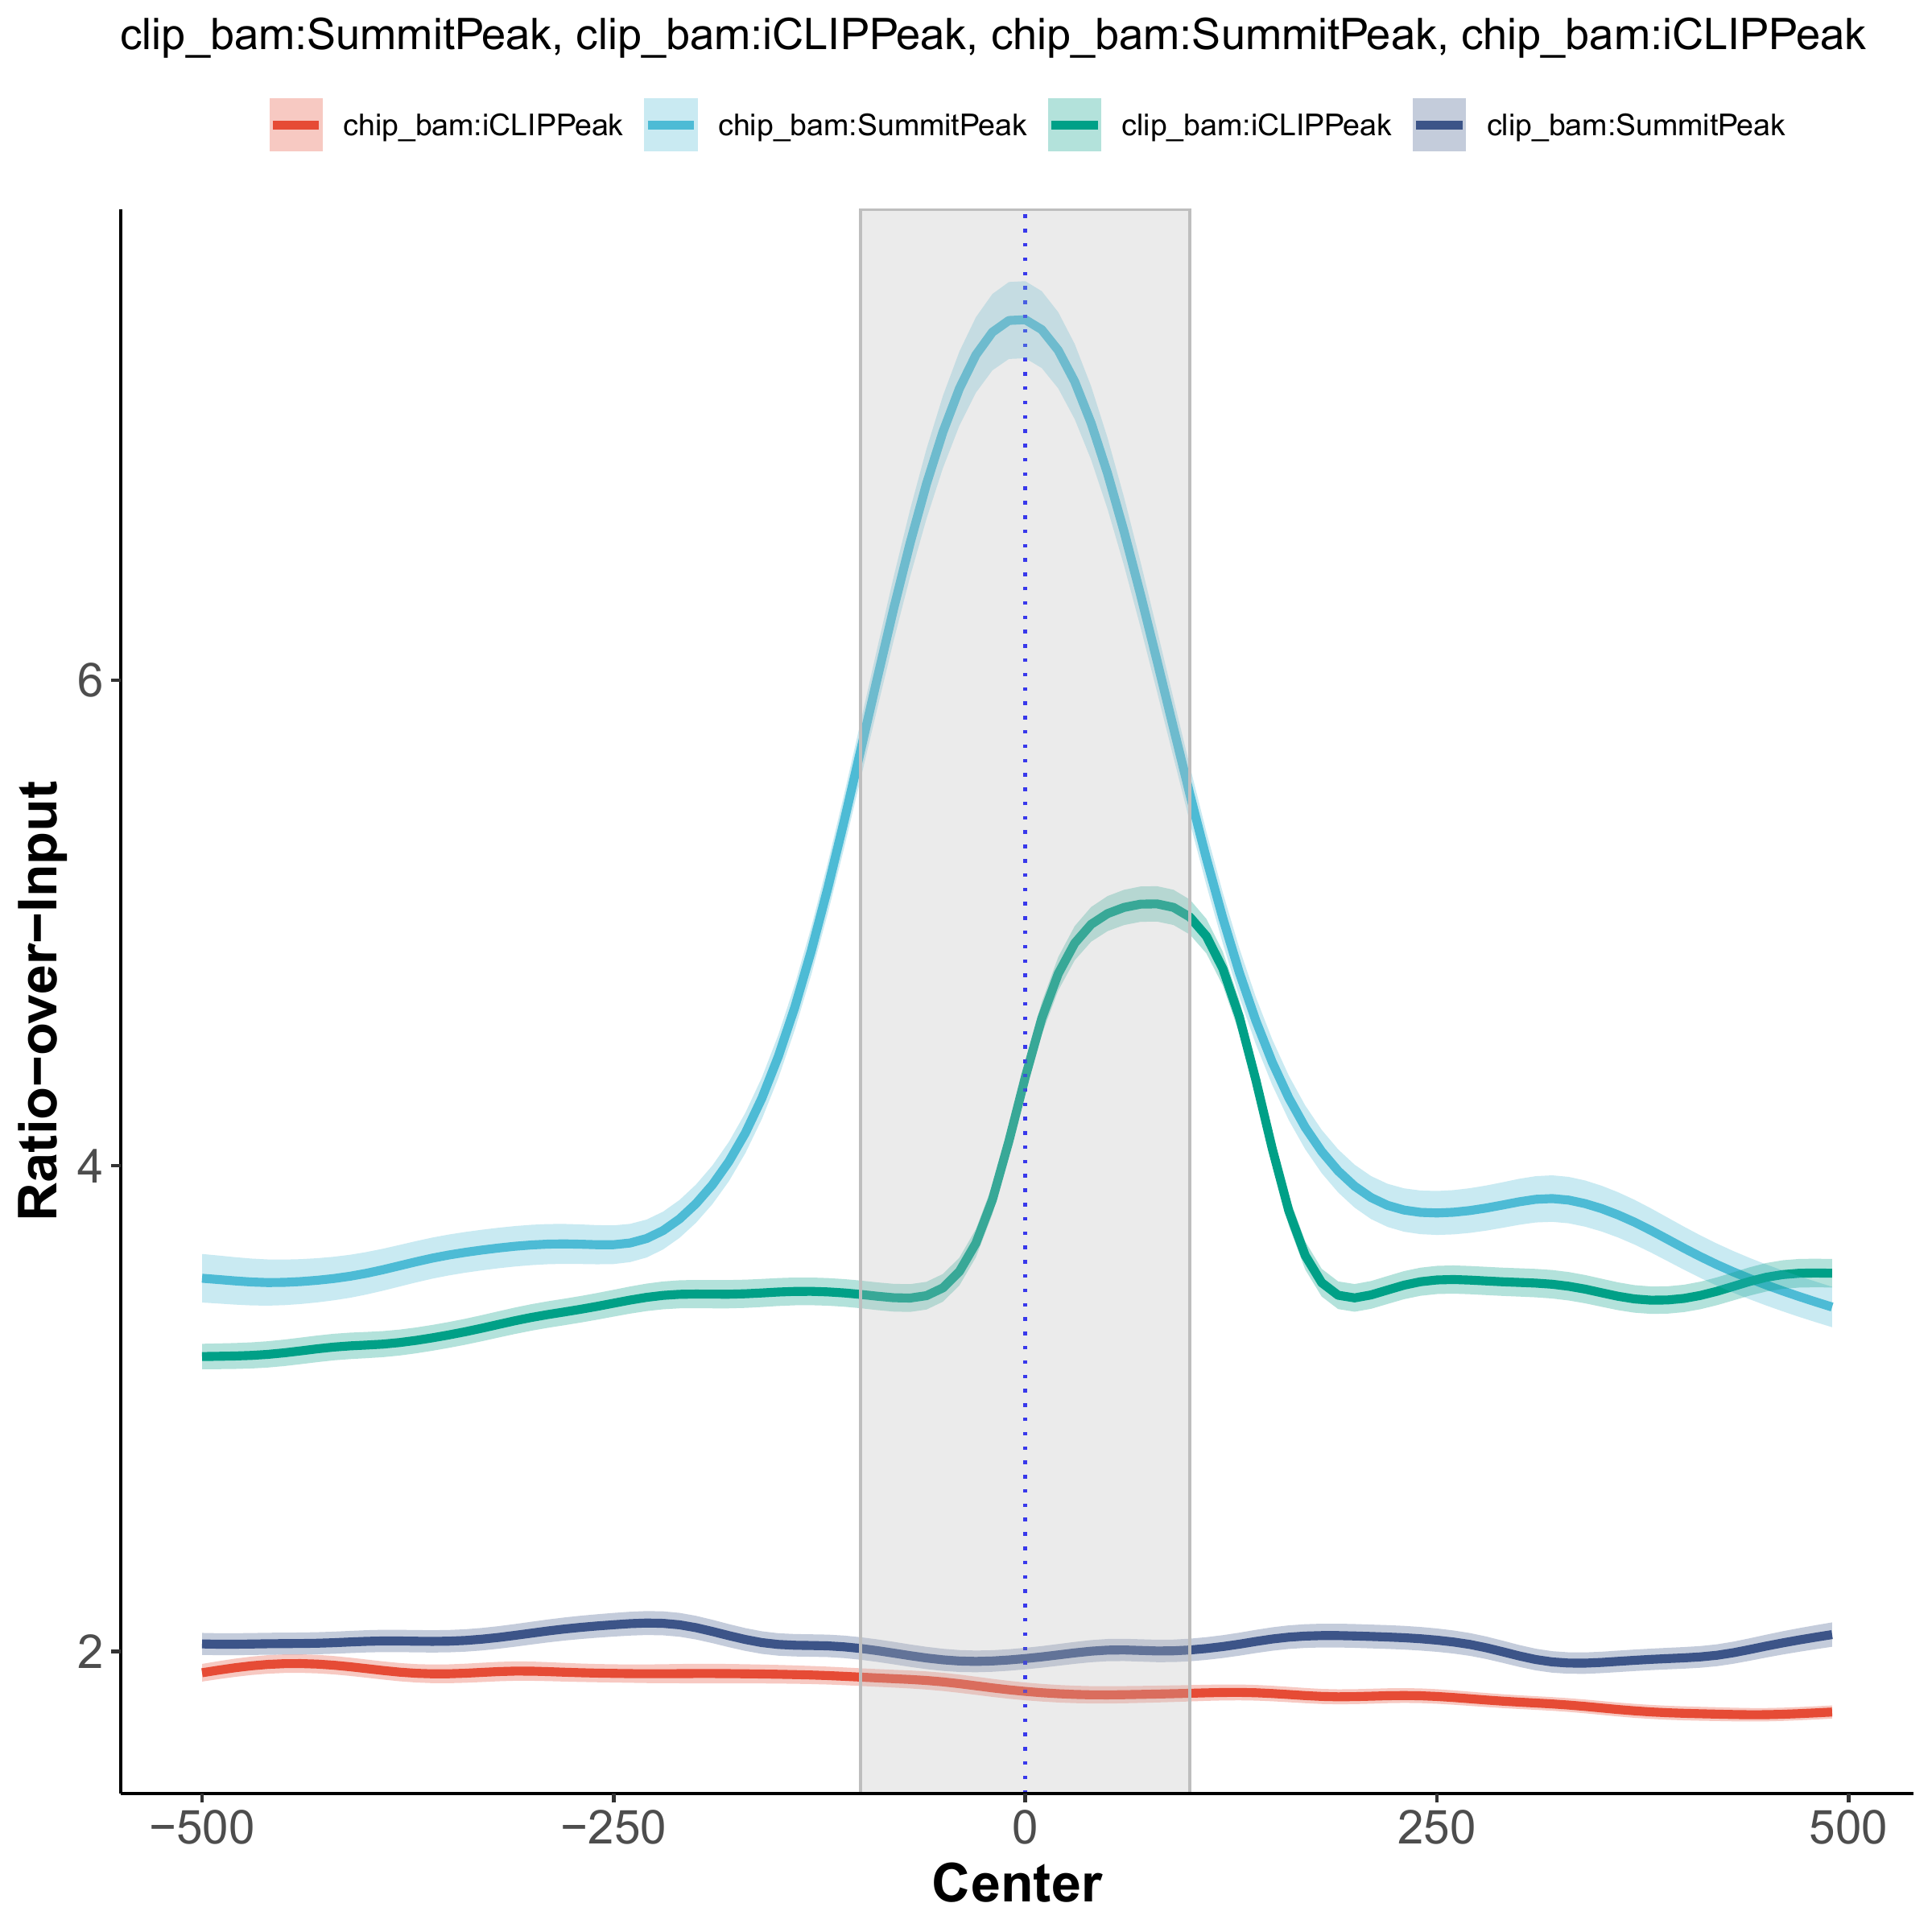 clip_bam:SummitPeak, clip_bam:iCLIPPeak, chip_bam:SummitPeak, chip_bam:iCLIPPeak
chip_bam:iCLIPPeak chip_bam:SummitPeak clip_bam:iCLIPPeak clip_bam:SummitPeak
Ratio−over−Input
6
4
2
−500 −250 0 250 500
Center